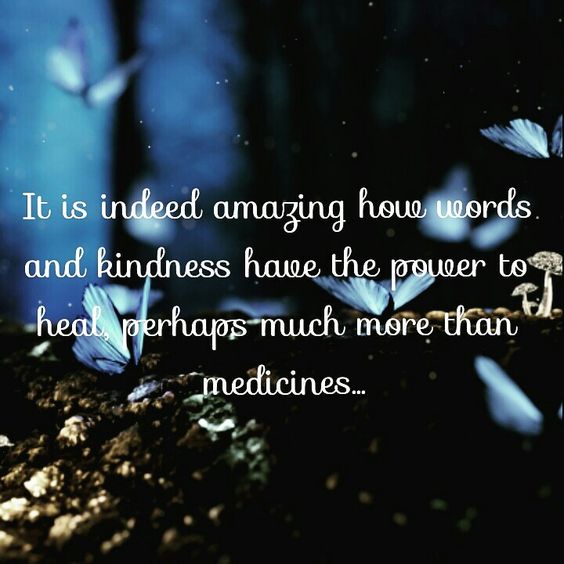 It is indeed amazing how words
and kindness have the power to
heal, perhaps much more than
medicines...